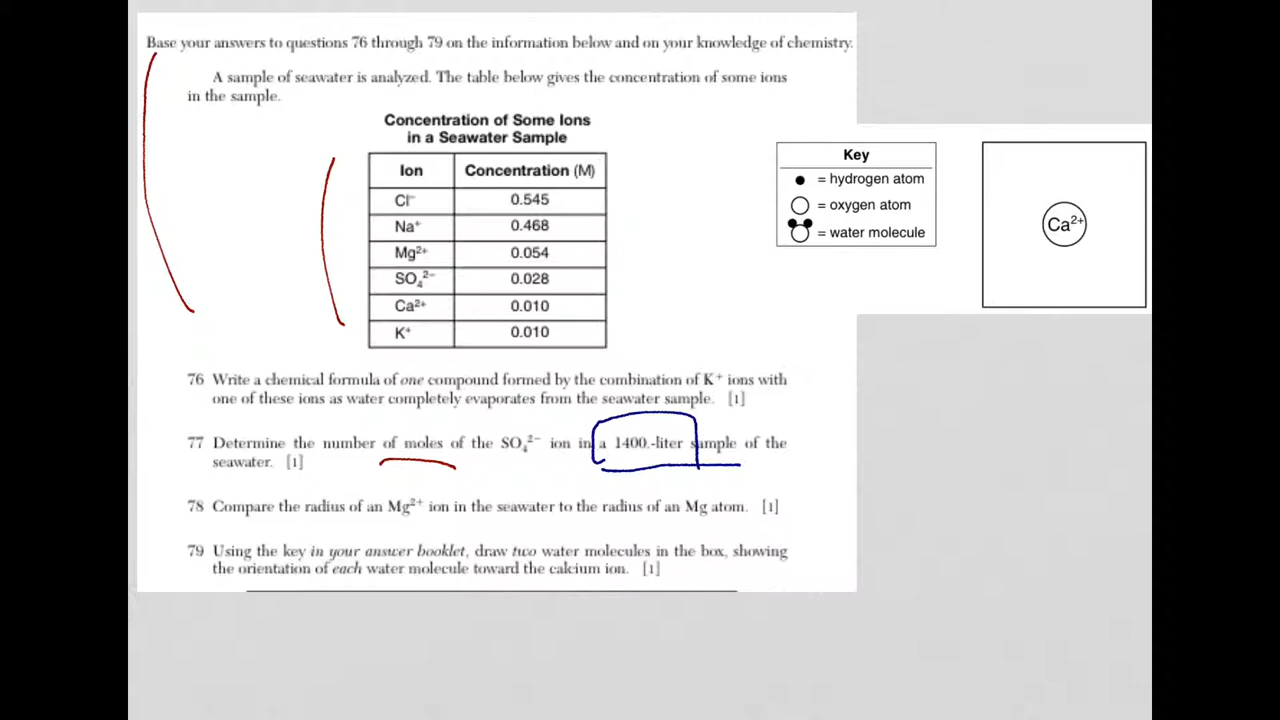 Base your answers to questions 76 through 79 on the information below and on your knowledge of chemistry.
A sample of seawater is analyzed. The table below gives the concentration of some ions
in the sample.
Concentration of Some Ions
in a Seawater Sample
Ion Concentration (M)
Cl⁻ 0.545
Na⁺ 0.468
Mg²⁺ 0.054
SO₄²⁻ 0.028
Ca²⁺ 0.010
K⁺ 0.010
Key
= hydrogen atom
= oxygen atom
= water molecule
Ca²⁺
76 Write a chemical formula of one compound formed by the combination of K⁺ ions with
one of these ions as water completely evaporates from the seawater sample. [1]
77 Determine the number of moles of the SO₄²⁻ ion in a 1400.-liter sample of the
seawater. [1]
78 Compare the radius of an Mg²⁺ ion in the seawater to the radius of an Mg atom. [1]
79 Using the key in your answer booklet, draw two water molecules in the box, showing
the orientation of each water molecule toward the calcium ion. [1]